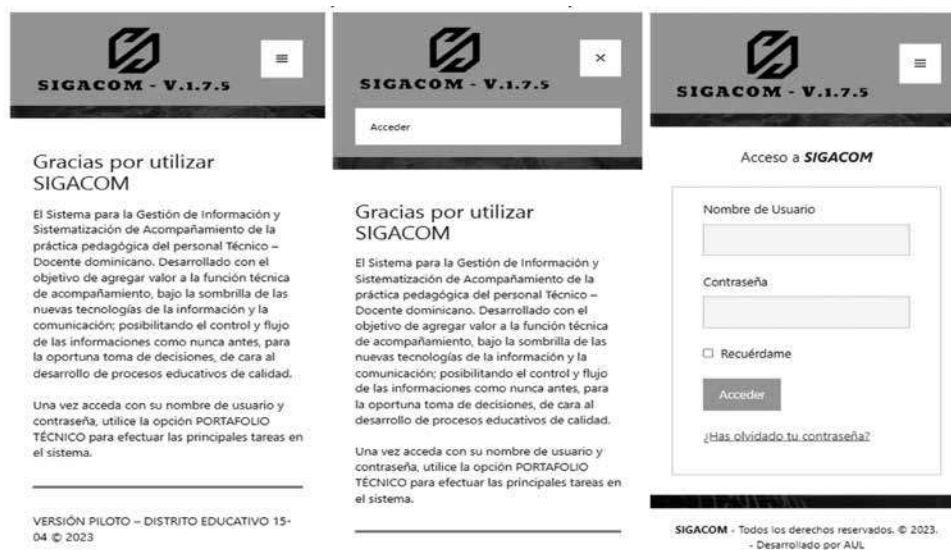 SIGACOM - V.1.7.5
Gracias por utilizar
SIGACOM
El Sistema para la Gestión de Información y
Sistematización de Acompañamiento de la
práctica pedagógica del personal Técnico –
Docente dominicano. Desarrollado con el
objetivo de agregar valor a la función técnica
de acompañamiento, bajo la sombrilla de las
nuevas tecnologías de la información y la
comunicación; posibilitando el control y flujo
de las informaciones como nunca antes, para
la oportuna toma de decisiones, de cara al
desarrollo de procesos educativos de calidad.
Una vez acceda con su nombre de usuario y
contraseña, utilice la opción PORTAFOLIO
TÉCNICO para efectuar las principales tareas en
el sistema.
VERSIÓN PILOTO – DISTRITO EDUCATIVO 15-
04 © 2023
SIGACOM - V.1.7.5
Acceder
Gracias por utilizar
SIGACOM
El Sistema para la Gestión de Información y
Sistematización de Acompañamiento de la
práctica pedagógica del personal Técnico –
Docente dominicano. Desarrollado con el
objetivo de agregar valor a la función técnica
de acompañamiento, bajo la sombrilla de las
nuevas tecnologías de la información y la
comunicación; posibilitando el control y flujo
de las informaciones como nunca antes, para
la oportuna toma de decisiones, de cara al
desarrollo de procesos educativos de calidad.
Una vez acceda con su nombre de usuario y
contraseña, utilice la opción PORTAFOLIO
TÉCNICO para efectuar las principales tareas en
el sistema.
SIGACOM - V.1.7.5
Acceso a SIGACOM
Nombre de Usuario
Contraseña
Recuérdame
Acceder
¿Has olvidado tu contraseña?
SIGACOM - Todos los derechos reservados. © 2023.
- Desarrollado por AUL